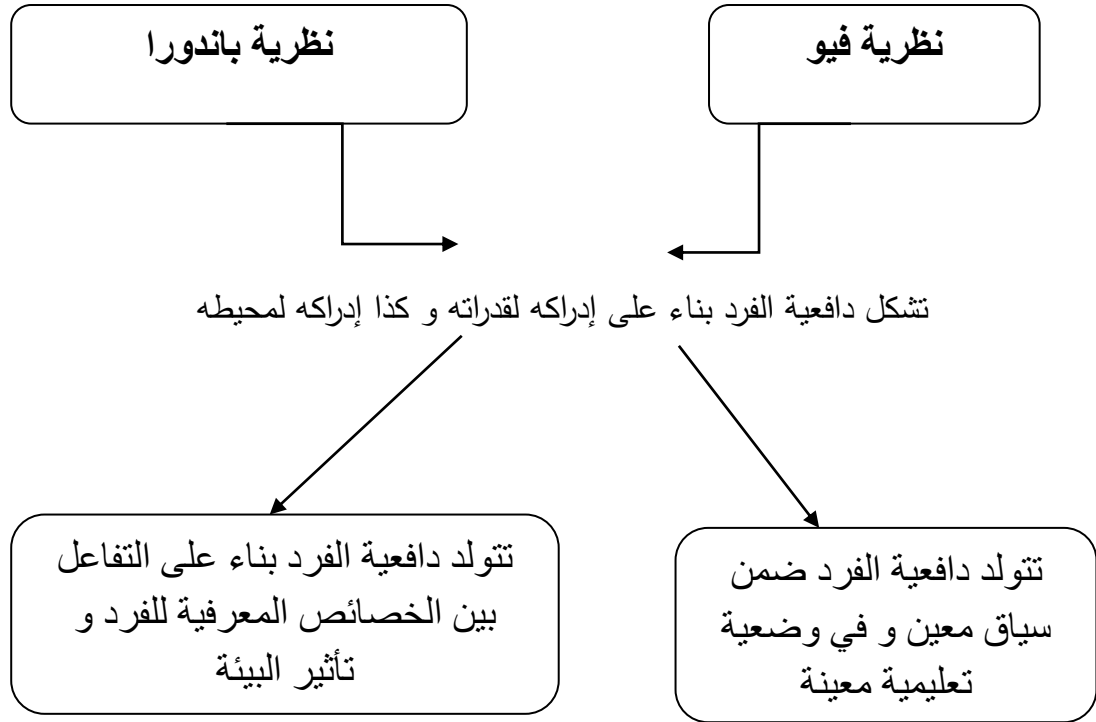 نظرية فيو
نظرية باندورا
تشكل دافعية الفرد بناء على إدراكه لقدراته و كذا إدراكه لمحيطه
تتولد دافعية الفرد ضمن
سياق معين و في وضعية
تعليمية معينة
تتولد دافعية الفرد بناء على التفاعل
بين الخصائص المعرفية للفرد و
تأثير البيئة